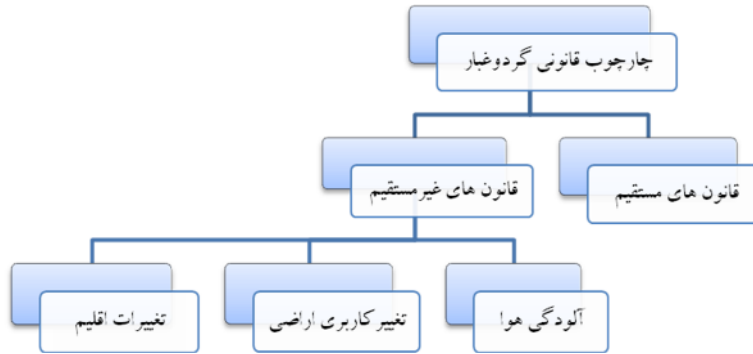 چارچوب قانونی گردوغبار
قانون های مستقیم
قانون های غیرمستقیم
آلودگی هوا
تغییر کاربری اراضی
تغییرات اقلیم